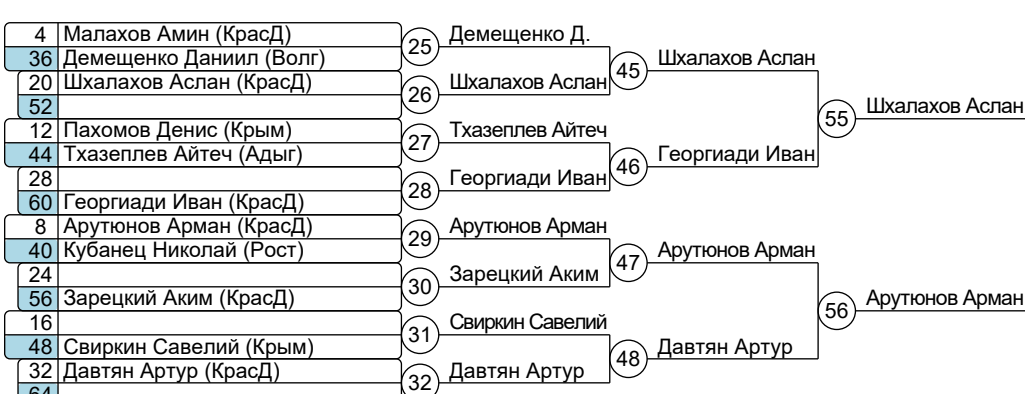 4 Малахов Амин (КрасД)
36 Демещенко Даниил (Волг)
20 Шхалахов Аслан (КрасД)
52
12 Пахомов Денис (Крым)
44 Тхазеплев Айтеч (Адыг)
28
60 Георгиади Иван (КрасД)
8 Арутюнов Арман (КрасД)
40 Кубанец Николай (Рост)
24
56 Зарецкий Аким (КрасД)
16
48 Свиркин Савелий (Крым)
32 Давтян Артур (КрасД)
64
25 Демещенко Д.
26 Шхалахов Аслан
27 Тхазеплев Айтеч
28 Георгиади Иван
29 Арутюнов Арман
30 Зарецкий Аким
31 Свиркин Савелий
32 Давтян Артур
45 Шхалахов Аслан
46 Георгиади Иван
47 Арутюнов Арман
48 Давтян Артур
55 Шхалахов Аслан
56 Арутюнов Арман